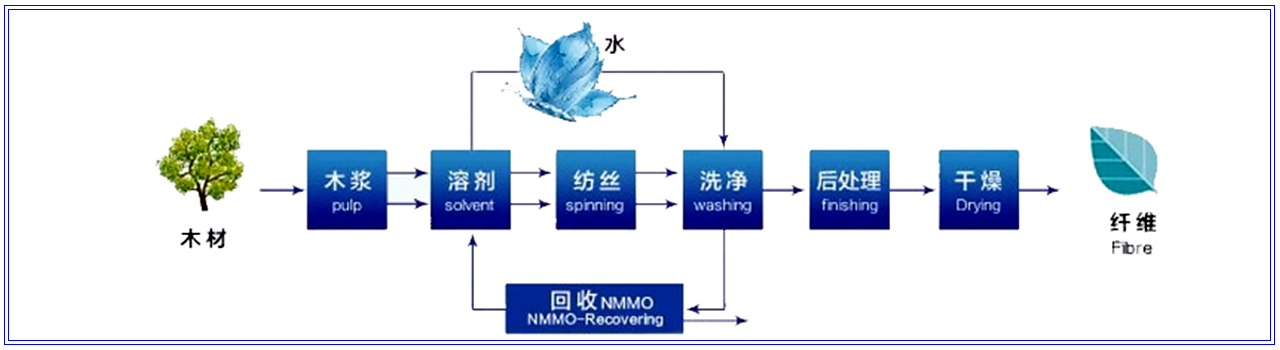 水
木材
木浆
pulp
溶剂
solvent
纺丝
spinning
洗净
washing
后处理
finishing
干燥
Drying
纤维
Fibre
回收NMMO
NMMO-Recovering